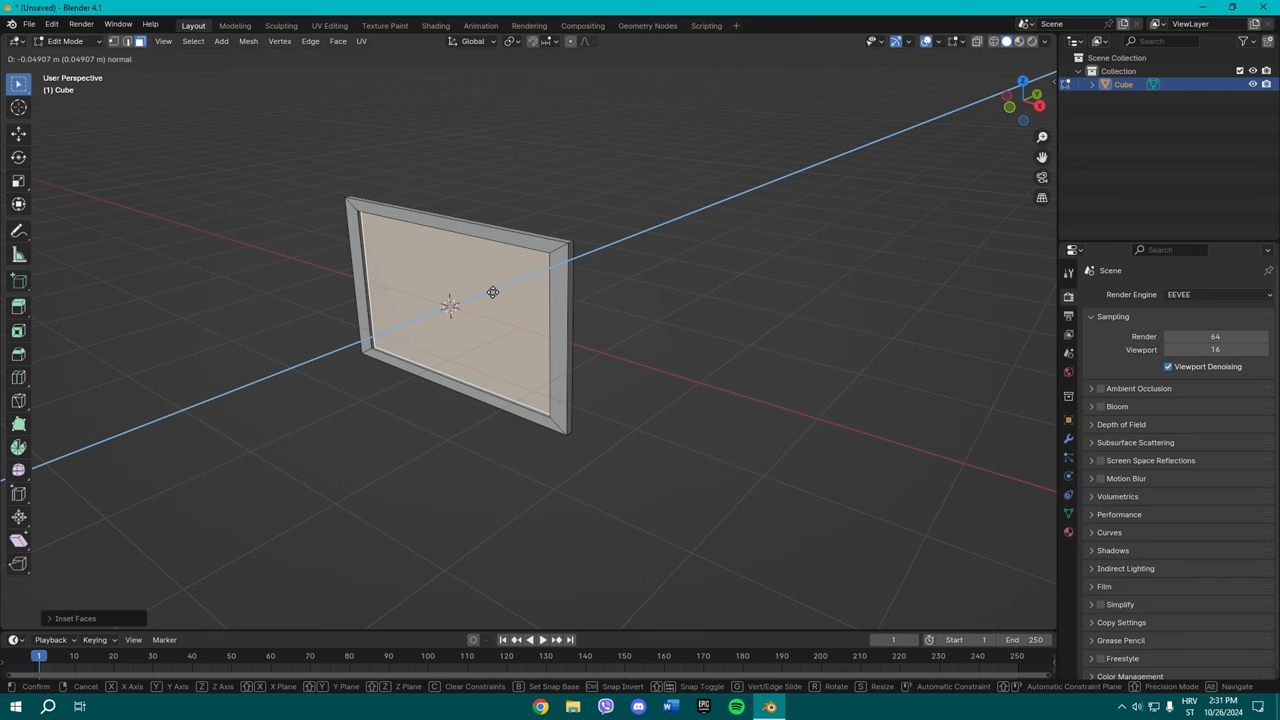 * (Unsaved) - Blender 4.1
File Edit Render Window Help Layout Modeling Sculpting UV Editing Texture Paint Shading Animation Rendering Compositing Geometry Nodes Scripting + Scene ViewLayer
Edit Mode View Select Add Mesh Vertex Edge Face UV Global Search
D: -0.04907 m (0.04907 m) normal
Scene Collection
User Perspective
Collection
(1) Cube
Cube
Z
Y
X
Search
Scene
Render Engine EEVEE
Sampling
Render 64
Viewport 16
Viewport Denoising
Ambient Occlusion
Bloom
Depth of Field
Subsurface Scattering
Screen Space Reflections
Motion Blur
Volumetrics
Performance
Curves
Shadows
Indirect Lighting
Film
Simplify
Inset Faces
Camera Settings
Playback Keying View Marker 1 Start 1 End 250
Grease Pencil
1 10 20 30 40 50 60 70 80 90 100 110 120 130 140 150 160 170 180 190 200 210 220 230 240 250
Freestyle
Color Management
Confirm Cancel X X Axis Y Y Axis Z Z Axis X X Plane Y Y Plane Z Z Plane C Clear Constraints B Set Snap Base Ctrl Snap Invert Snap Toggle G Vert/Edge Slide R Rotate S Resize Automatic Constraint Automatic Constraint Plane Precision Mode Alt Navigate
HRV 2:31 PM
ST 10/26/2024